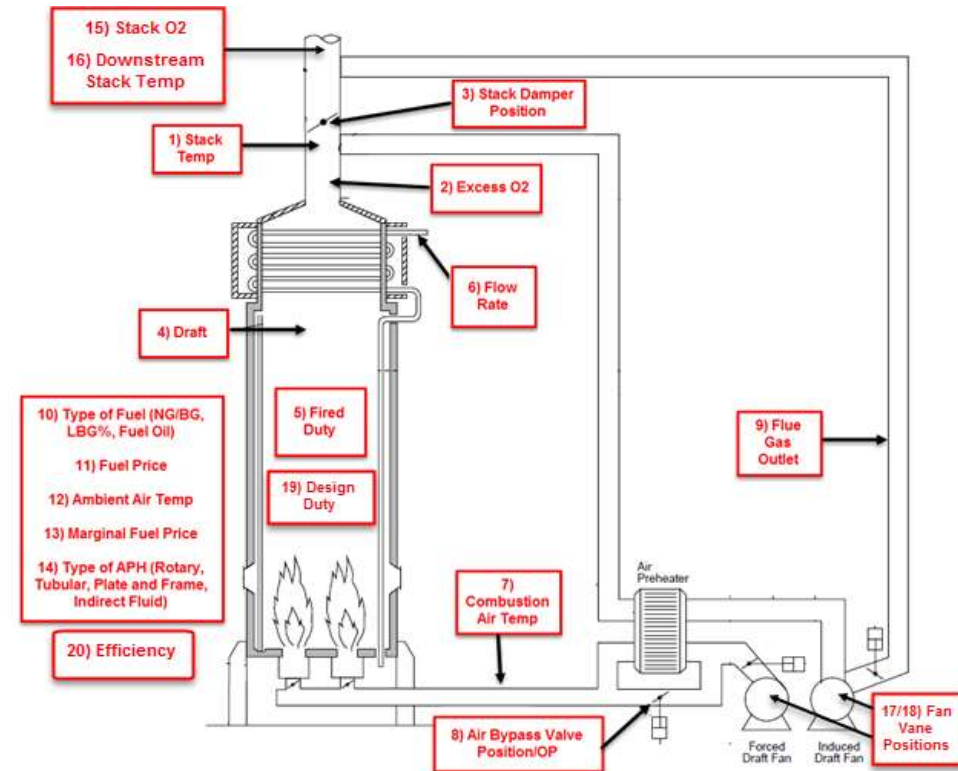 15) Stack O2
16) Downstream
Stack Temp
3) Stack Damper
Position
1) Stack
Temp
2) Excess O2
6) Flow
Rate
4) Draft
10) Type of Fuel (NG/BG,
LBG%, Fuel Oil)
11) Fuel Price
12) Ambient Air Temp
13) Marginal Fuel Price
14) Type of APH (Rotary,
Tubular, Plate and Frame,
Indirect Fluid)
20) Efficiency
5) Fired
Duty
19) Design
Duty
9) Flue
Gas
Outlet
7)
Combustion
Air Temp
Air
Preheater
8) Air Bypass Valve
Position/OP
Forced
Draft Fan
Induced
Draft Fan
17/18) Fan
Vane
Positions